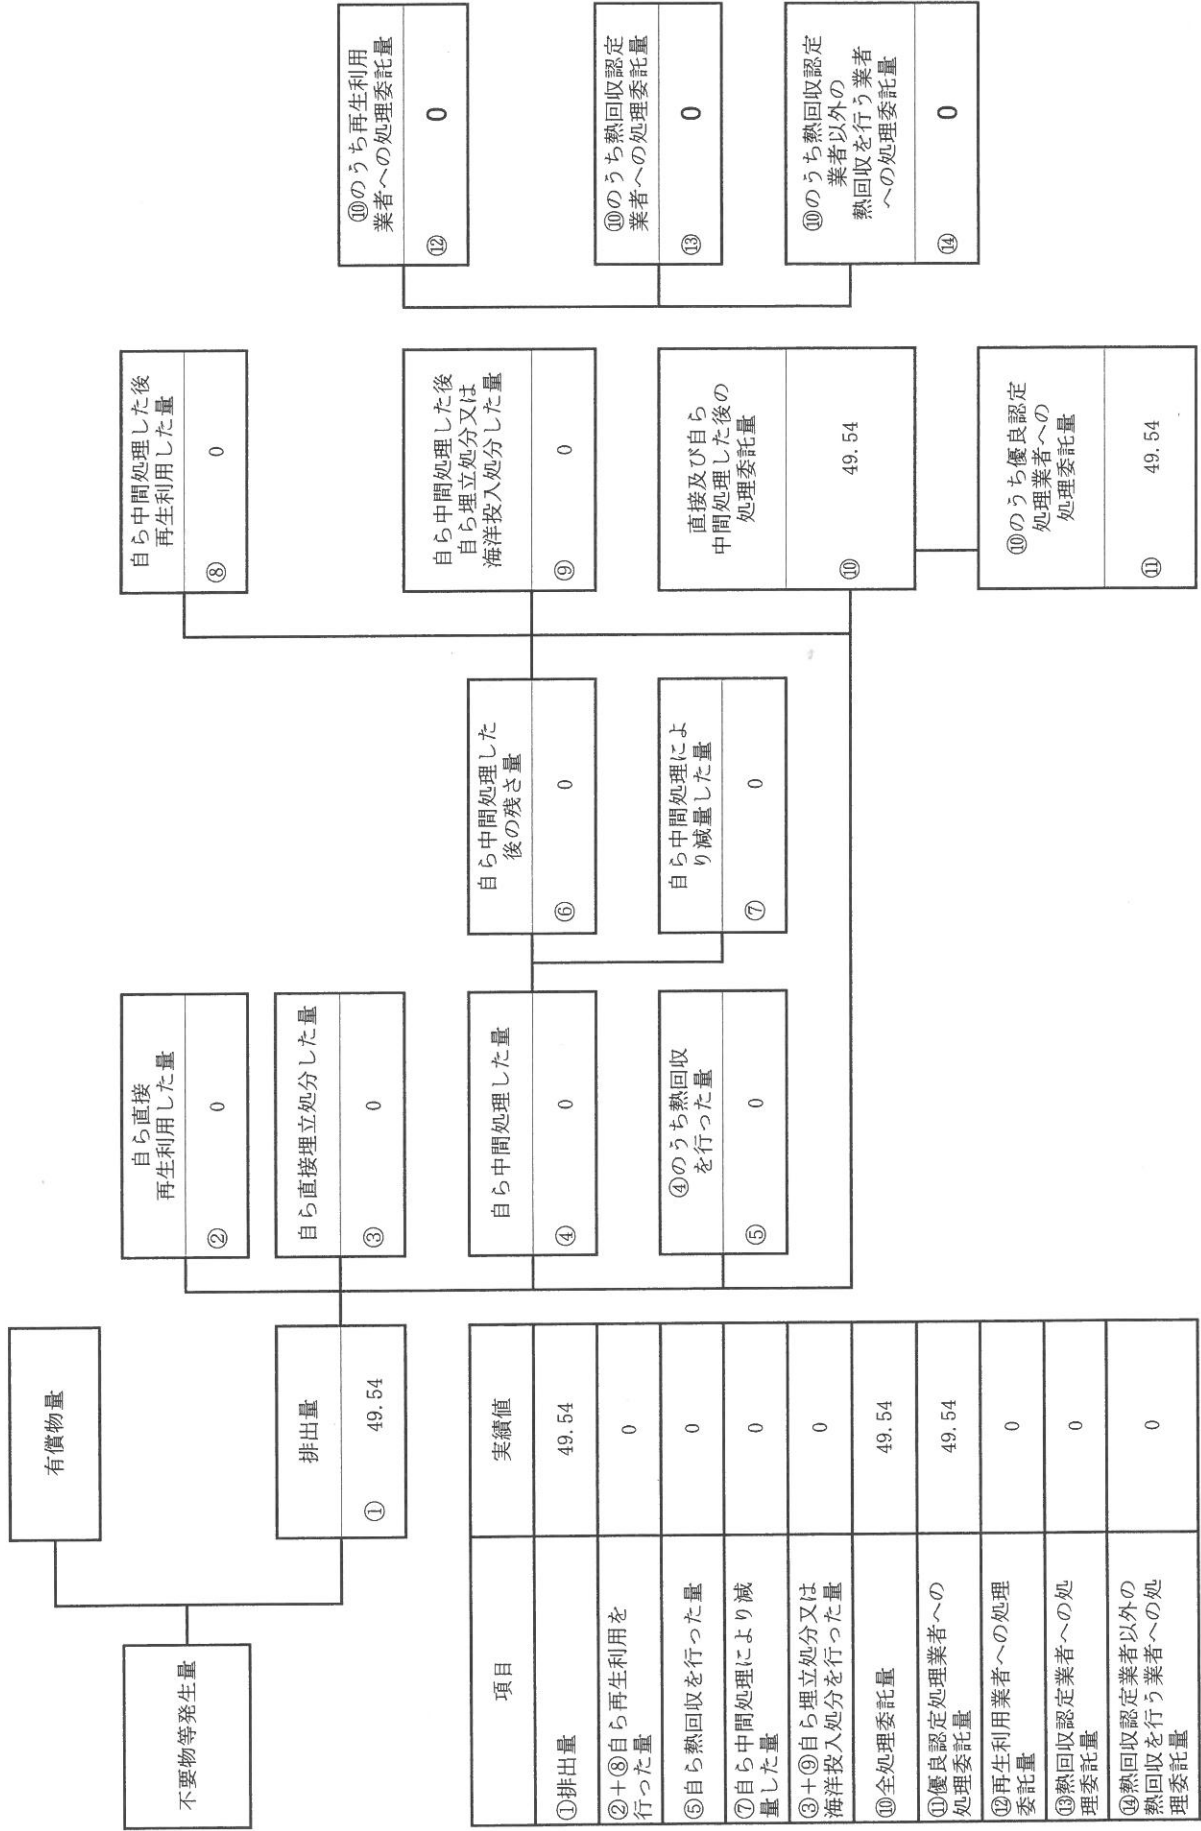 不要物等発生量
有償物量
排出量
① 49.54
自ら直接
再生利用した量
② 0
自ら直接埋立処分した量
③ 0
自ら中間処理した量
④ 0
④のうち熱回収
を行った量
⑤ 0
自ら中間処理した
後の残さ量
⑥ 0
自ら中間処理によ
り減量した量
⑦ 0
自ら中間処理した後
再生利用した量
⑧ 0
自ら中間処理した後
自ら埋立処分又は
海洋投入処分した量
⑨ 0
直接及び自ら
中間処理した後の
処理委託量
⑩ 49.54
⑩のうち優良認定
処理業者への
処理委託量
⑪ 49.54
⑩のうち再生利用
業者への処理委託量
⑫ 0
⑩のうち熱回収認定
業者への処理委託量
⑬ 0
⑩のうち熱回収認定
業者以外の
熱回収を行う業者
への処理委託量
⑭ 0
項目 実績値
①排出量 49.54
②+⑧自ら再生利用を
行った量 0
⑤自ら熱回収を行った量 0
⑦自ら中間処理により減
量した量 0
③+⑨自ら埋立処分又は
海洋投入処分を行った量 0
⑩全処理委託量 49.54
⑪優良認定処理業者への
処理委託量 49.54
⑫再生利用業者への処理
委託量 0
⑬熱回収認定業者への処
理委託量 0
⑭熱回収認定業者以外の
熱回収を行う業者への処
理委託量 0